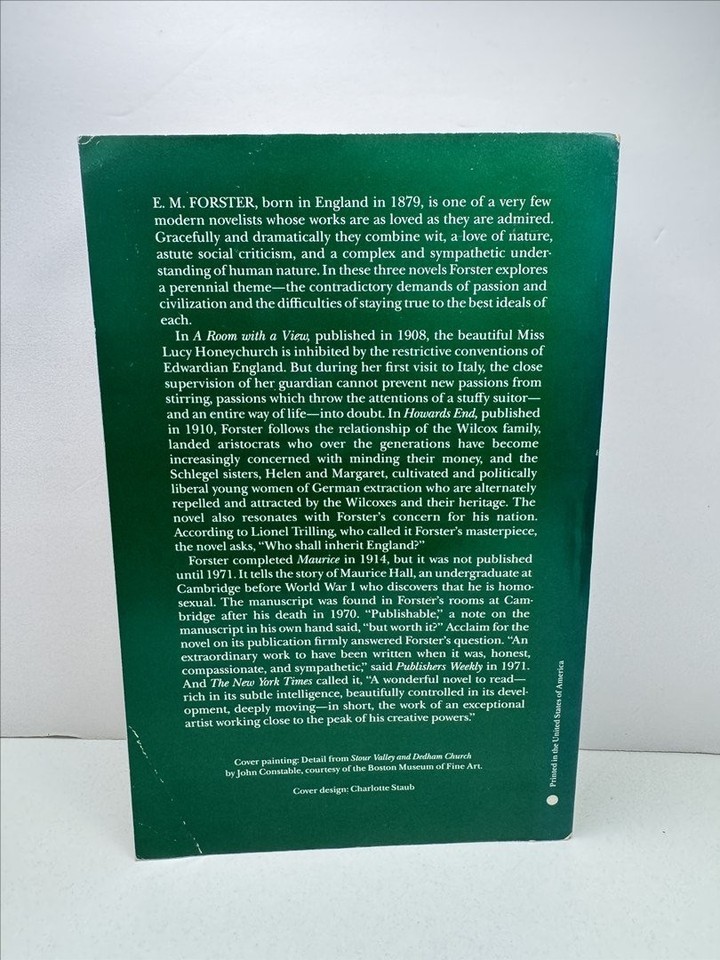 E. M. FORSTER, born in England in 1879, is one of a very few
modern novelists whose works are as loved as they are admired.
Gracefully and dramatically they combine wit, a love of nature,
astute social criticism, and a complex and sympathetic under-
standing of human nature. In these three novels Forster explores
a perennial theme—the contradictory demands of passion and
civilization and the difficulties of staying true to the best ideals of
each.
In A Room with a View, published in 1908, the beautiful Miss
Lucy Honeychurch is inhibited by the restrictive conventions of
Edwardian England. But during her first visit to Italy, the close
supervision of her guardian cannot prevent new passions from
stirring, passions which throw the attentions of a stuffy suitor—
and an entire way of life—into doubt. In Howards End, published
in 1910, Forster follows the relationship of the Wilcox family,
landed aristocrats who over the generations have become
increasingly concerned with minding their money, and the
Schlegel sisters, Helen and Margaret, cultivated and politically
liberal young women of German extraction who are alternately
repelled and attracted by the Wilcoxes and their heritage. The
novel also resonates with Forster's concern for his nation.
According to Lionel Trilling, who called it Forster's masterpiece,
the novel asks, "Who shall inherit England?"
Forster completed Maurice in 1914, but it was not published
until 1971. It tells the story of Maurice Hall, an undergraduate at
Cambridge before World War I who discovers that he is homo-
sexual. The manuscript was found in Forster's rooms at Cam-
bridge after his death in 1970. "Publishable," a note on the
manuscript in his own hand said, "but worth it?" Acclaim for the
novel on its publication firmly answered Forster's question. "An
extraordinary work to have been written when it was, honest,
compassionate, and sympathetic," said Publishers Weekly in 1971.
And The New York Times called it, "A wonderful novel to read—
rich in its subtle intelligence, beautifully controlled in its devel-
opment, deeply moving—in short, the work of an exceptional
artist working close to the peak of his creative powers."
Cover painting: Detail from Stour Valley and Dedham Church
by John Constable, courtesy of the Boston Museum of Fine Art.
Cover design: Charlotte Staub
Printed in the United States of America